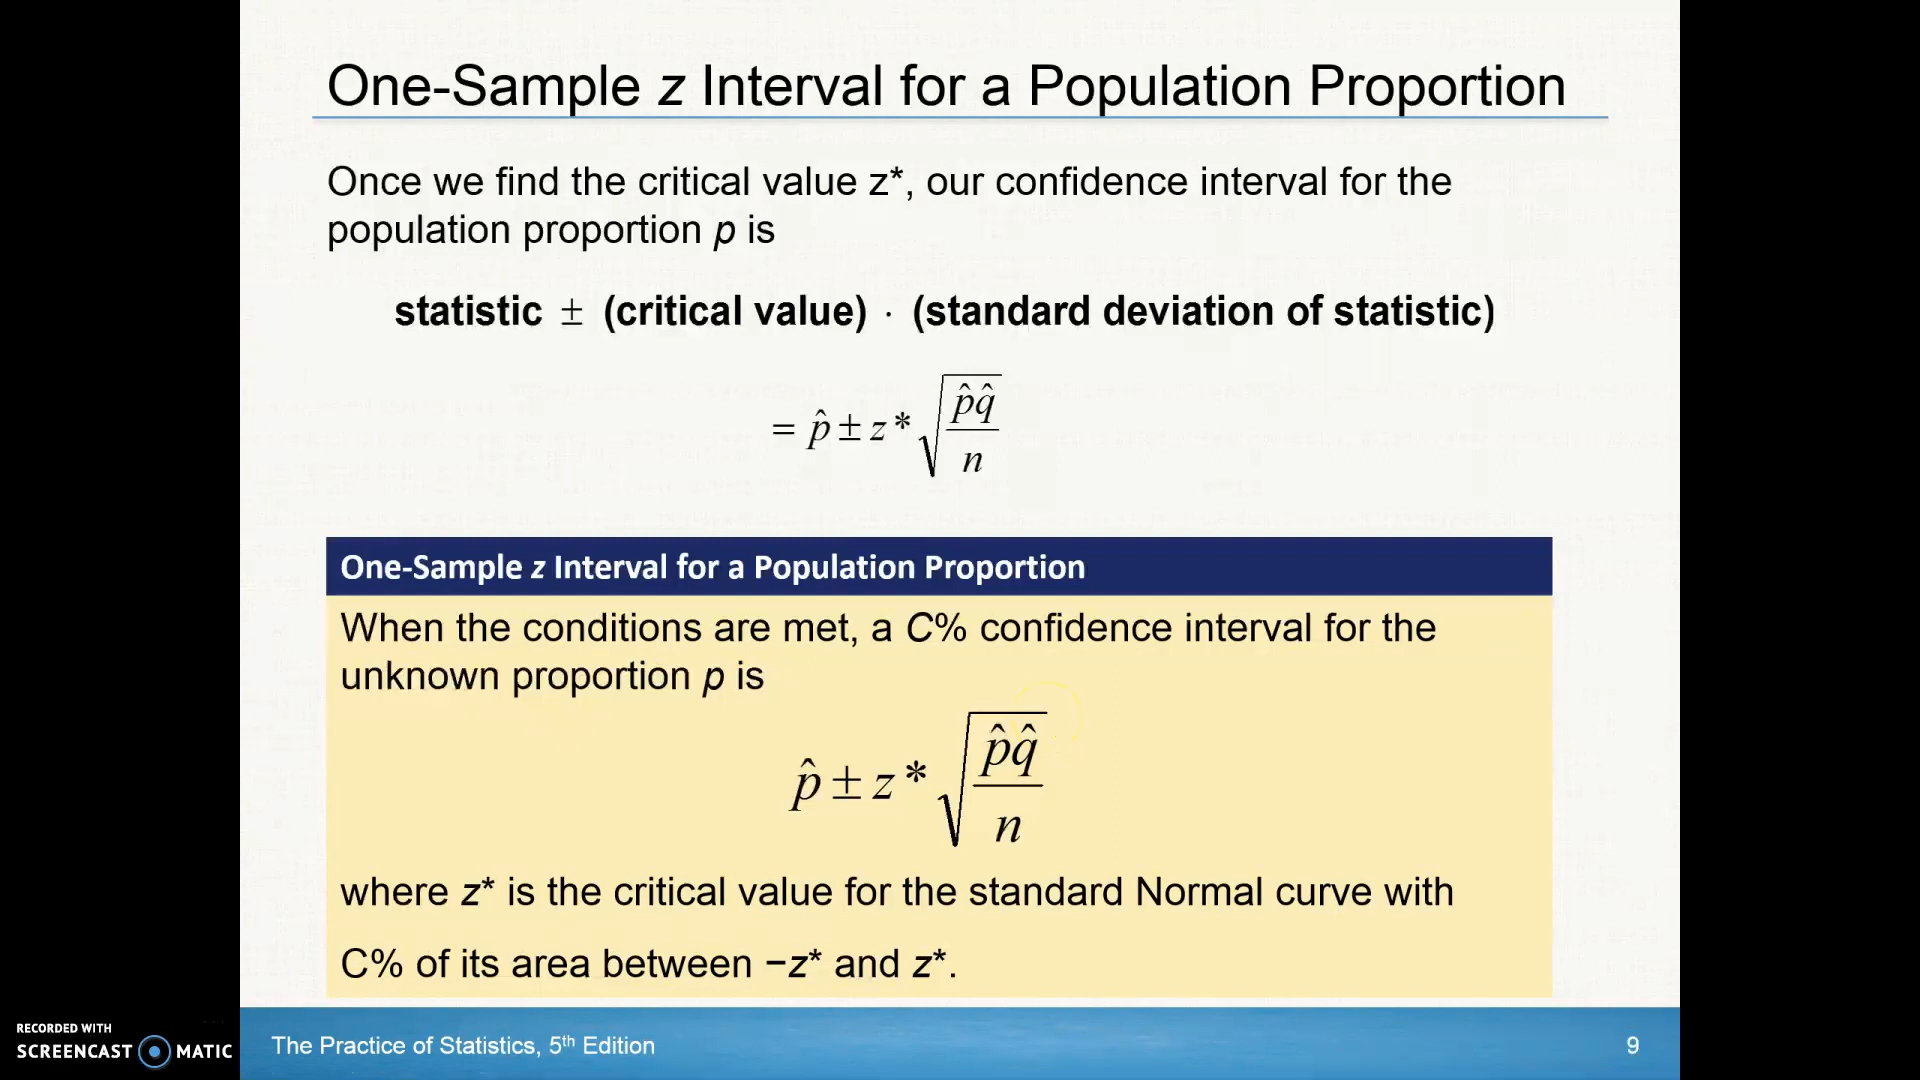 One-Sample z Interval for a Population Proportion
Once we find the critical value z*, our confidence interval for the
population proportion p is
statistic ± (critical value) · (standard deviation of statistic)
= p̂ ± z * √(p̂q̂ / n)
One-Sample z Interval for a Population Proportion
When the conditions are met, a C% confidence interval for the
unknown proportion p is
p̂ ± z * √(p̂q̂ / n)
where z* is the critical value for the standard Normal curve with
C% of its area between −z* and z*.
RECORDED WITH
SCREENCAST MATIC
The Practice of Statistics, 5th Edition
9